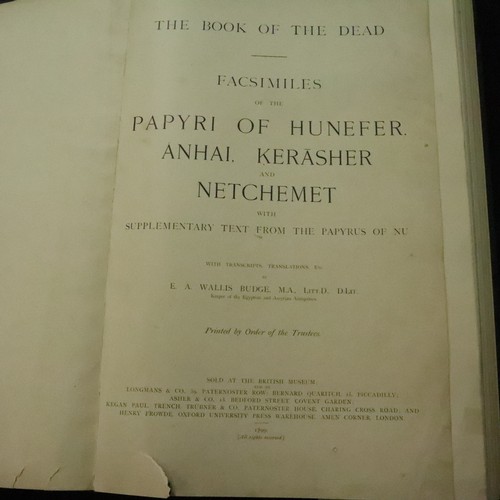 THE BOOK OF THE DEAD
FACSIMILES
OF THE
PAPYRI OF HUNEFER,
ANHAI, ḲERĀSHER
AND
NETCHEMET
WITH
SUPPLEMENTARY TEXT FROM THE PAPYRUS OF NU
WITH TRANSCRIPTS, TRANSLATIONS, ETC.
BY
E. A. WALLIS BUDGE, M.A., LITT.D., D.LIT.
Keeper of the Egyptian and Assyrian Antiquities
Printed by Order of the Trustees
SOLD AT THE BRITISH MUSEUM
AND BY
LONGMANS & CO., 39, PATERNOSTER ROW; BERNARD QUARITCH, 15, PICCADILLY;
ASHER & CO., 13, BEDFORD STREET, COVENT GARDEN;
KEGAN PAUL, TRENCH, TRÜBNER & CO., PATERNOSTER HOUSE, CHARING CROSS ROAD; AND
HENRY FROWDE, OXFORD UNIVERSITY PRESS WAREHOUSE, AMEN CORNER, LONDON.
1899
[All rights reserved]